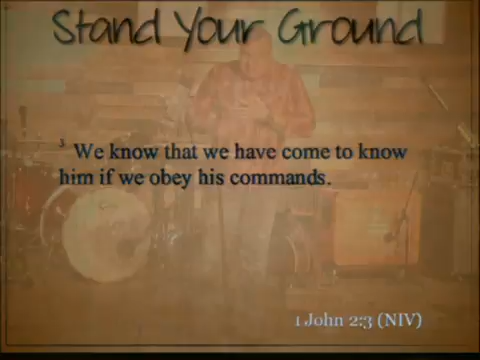 Stand Your Ground
3 We know that we have come to know
him if we obey his commands.
1 John 2:3 (NIV)